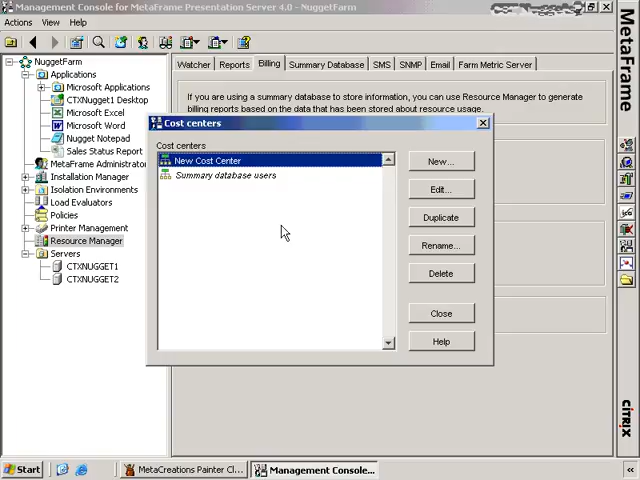 Management Console for MetaFrame Presentation Server 4.0 - NuggetFarm
Actions View Help
NuggetFarm
Applications
Microsoft Applications
CTXNugget1 Desktop
Microsoft Excel
Microsoft Word
Nugget Notepad
Sales Status Report
MetaFrame Administrator
Installation Manager
Isolation Environments
Load Evaluators
Policies
Printer Management
Resource Manager
Servers
CTXNUGGET1
CTXNUGGET2
Watcher Reports Billing Summary Database SMS SNMP Email Farm Metric Server
If you are using a summary database to store information, you can use Resource Manager to generate
billing reports based on the data that has been stored about resource usage.
Cost centers
Cost centers
New Cost Center
Summary database users
New...
Edit...
Duplicate
Rename...
Delete
Close
Help
MetaFrame
CITRIX
Start
MetaCreations Painter Cl...
Management Console...